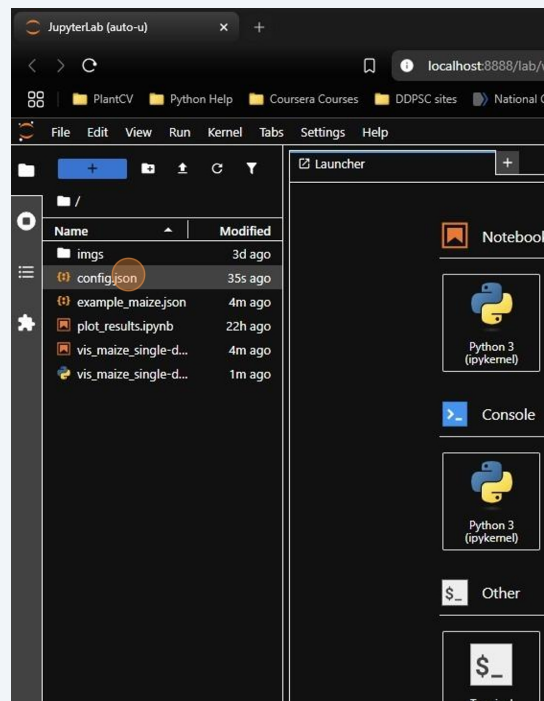 JupyterLab (auto-u)
localhost:8888/lab/
PlantCV Python Help Coursera Courses DDPSC sites National
File Edit View Run Kernel Tabs Settings Help
Launcher
/
Name Modified
imgs 3d ago
config.json 35s ago
example_maize.json 4m ago
plot_results.ipynb 22h ago
vis_maize_single-d... 4m ago
vis_maize_single-d... 1m ago
Notebook
Python 3
(ipykernel)
Console
Python 3
(ipykernel)
$_ Other
$_